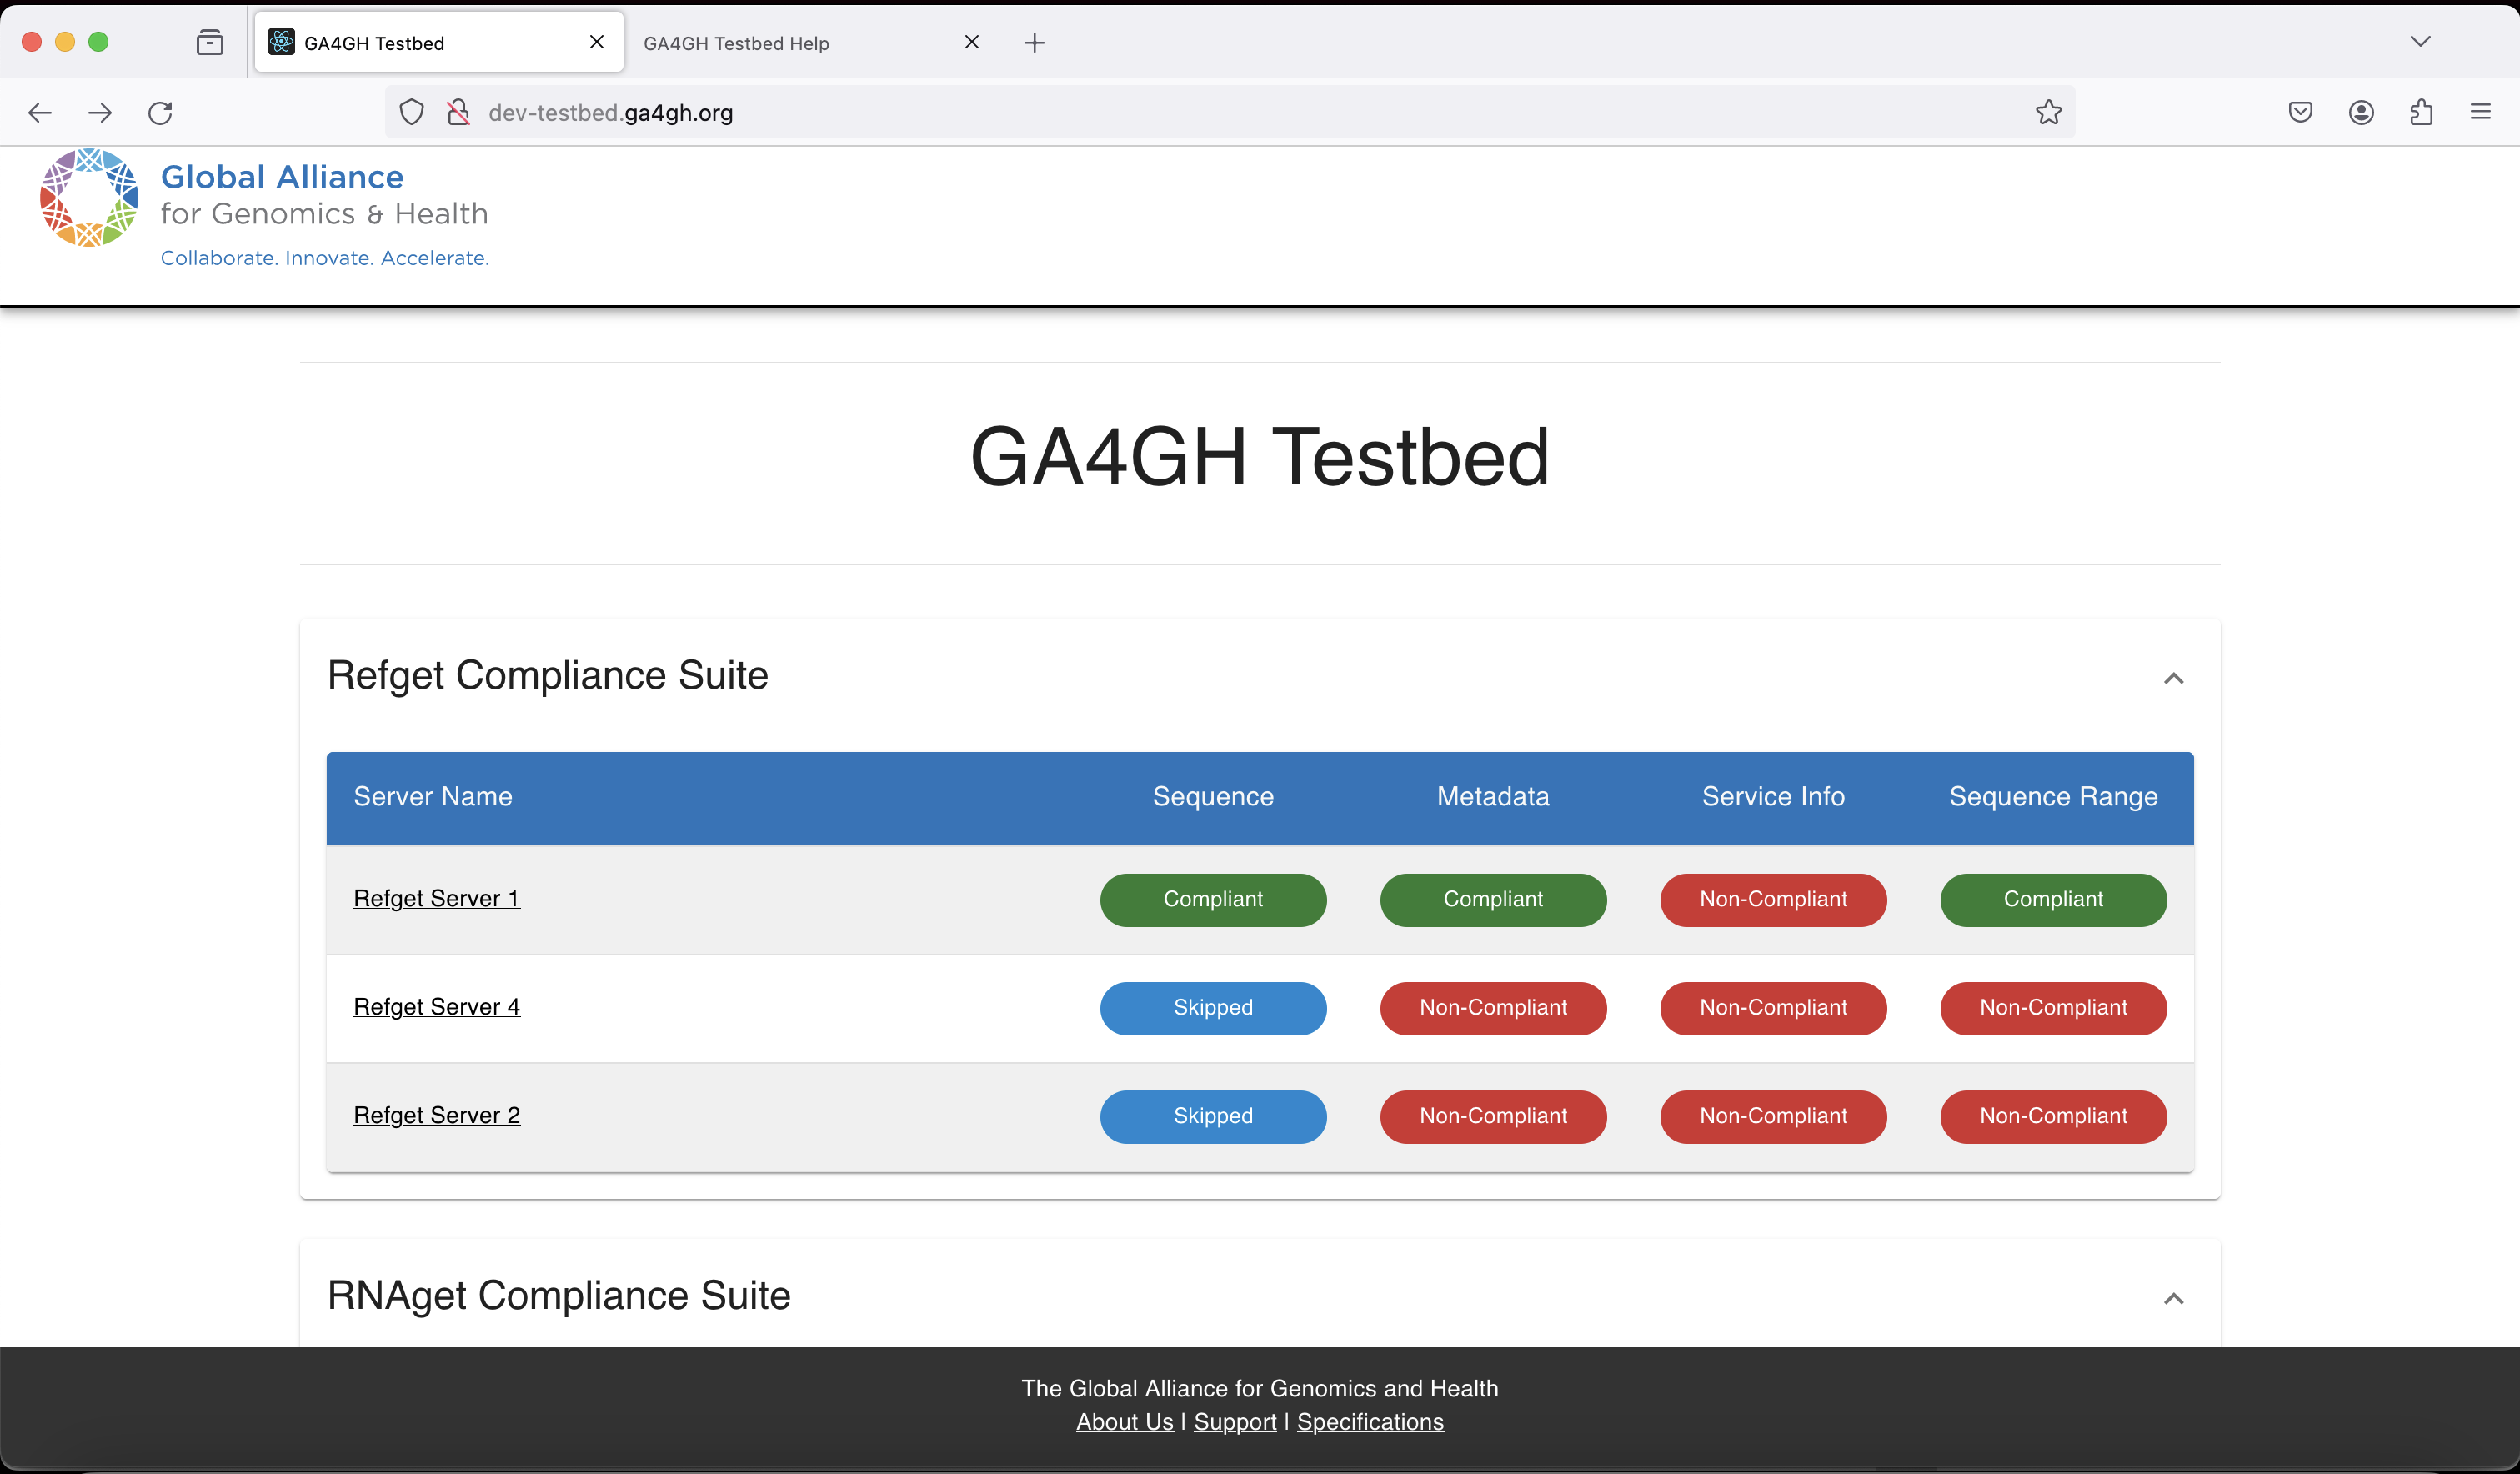 GA4GH Testbed
GA4GH Testbed Help
dev-testbed.ga4gh.org
Global Alliance
for Genomics & Health
Collaborate. Innovate. Accelerate.
GA4GH Testbed
Refget Compliance Suite
Server Name Sequence Metadata Service Info Sequence Range
Refget Server 1 Compliant Compliant Non-Compliant Compliant
Refget Server 4 Skipped Non-Compliant Non-Compliant Non-Compliant
Refget Server 2 Skipped Non-Compliant Non-Compliant Non-Compliant
RNAget Compliance Suite
The Global Alliance for Genomics and Health
About Us | Support | Specifications